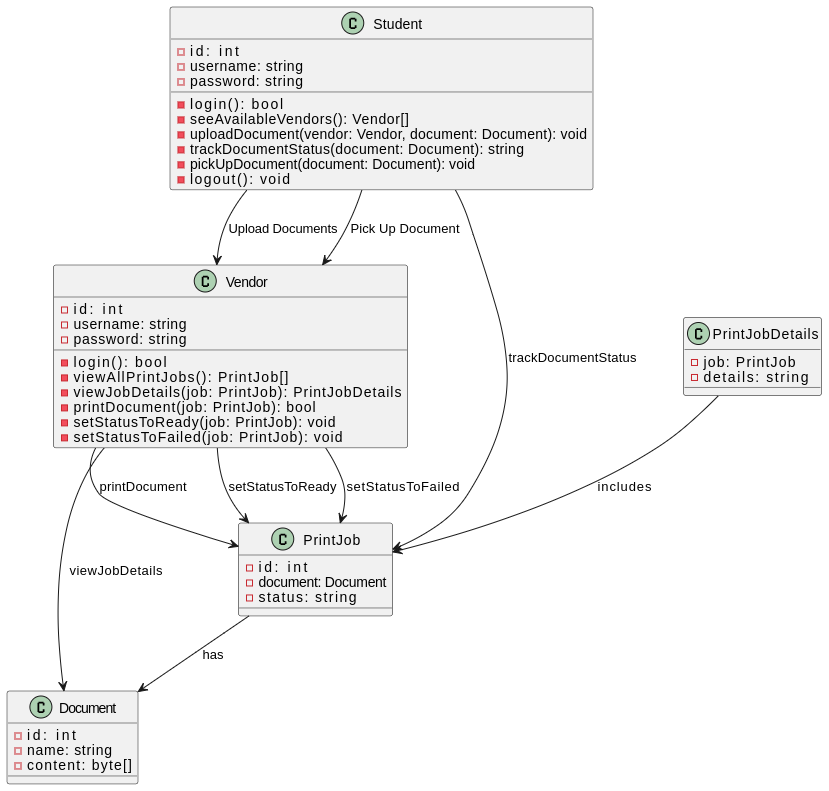 C Student
id: int
username: string
password: string
login(): bool
seeAvailableVendors(): Vendor[]
uploadDocument(vendor: Vendor, document: Document): void
trackDocumentStatus(document: Document): string
pickUpDocument(document: Document): void
logout(): void
Upload Documents
Pick Up Document
C Vendor
id: int
username: string
password: string
login(): bool
viewAllPrintJobs(): PrintJob[]
viewJobDetails(job: PrintJob): PrintJobDetails
printDocument(job: PrintJob): bool
setStatusToReady(job: PrintJob): void
setStatusToFailed(job: PrintJob): void
trackDocumentStatus
C PrintJobDetails
job: PrintJob
details: string
printDocument
setStatusToReady
setStatusToFailed
includes
C PrintJob
id: int
document: Document
status: string
viewJobDetails
has
C Document
id: int
name: string
content: byte[]